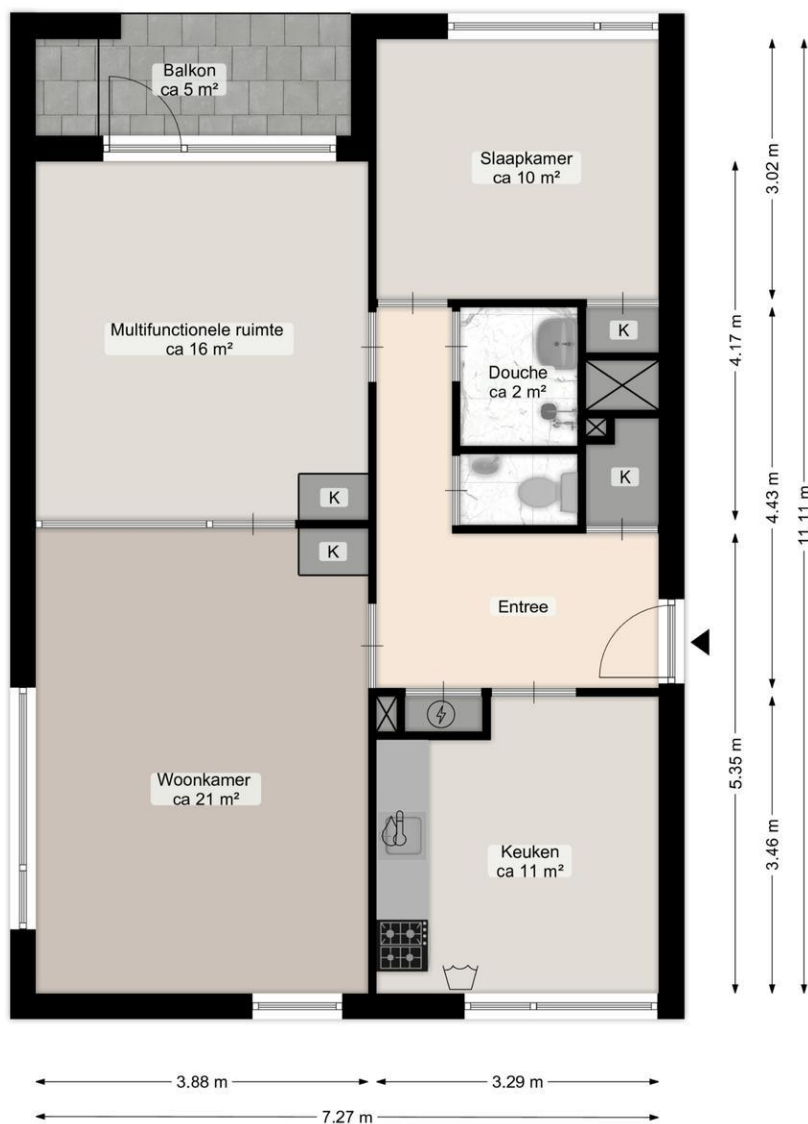 Balkon
ca 5 m²
Slaapkamer
ca 10 m²
3.02 m
Multifunctionele ruimte
ca 16 m²
K
4.17 m
Douche
ca 2 m²
K
K
4.43 m
11.11 m
K
Entree
Woonkamer
ca 21 m²
5.35 m
Keuken
ca 11 m²
3.46 m
3.88 m
3.29 m
7.27 m